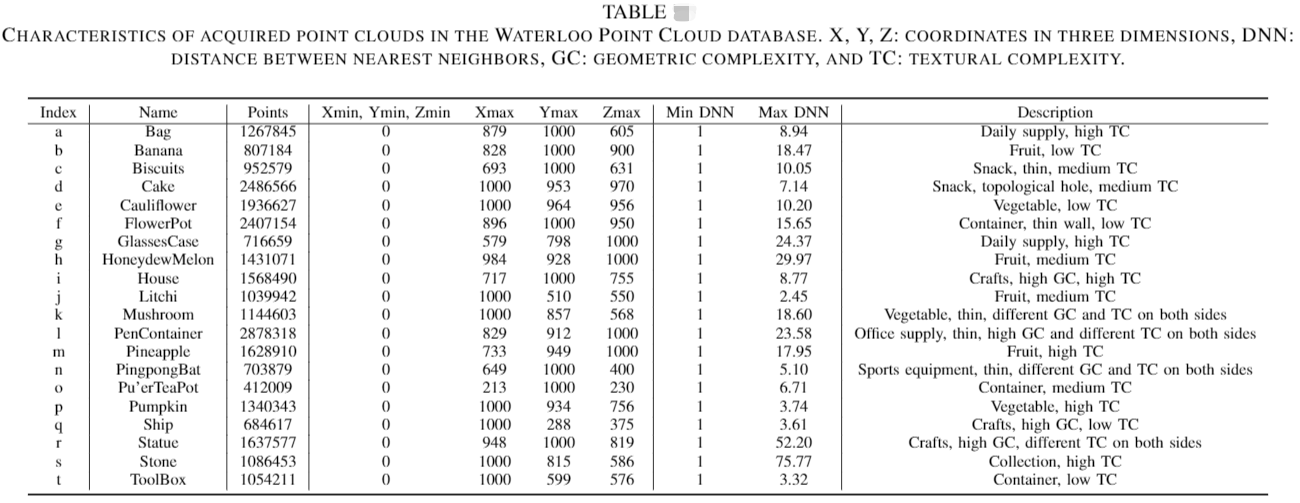 TABLE
CHARACTERISTICS OF ACQUIRED POINT CLOUDS IN THE WATERLOO POINT CLOUD DATABASE. X, Y, Z: COORDINATES IN THREE DIMENSIONS, DNN:
DISTANCE BETWEEN NEAREST NEIGHBORS, GC: GEOMETRIC COMPLEXITY, AND TC: TEXTURAL COMPLEXITY.
Index Name Points Xmin, Ymin, Zmin Xmax Ymax Zmax Min DNN Max DNN Description
a Bag 1267845 0 879 1000 605 1 8.94 Daily supply, high TC
b Banana 807184 0 828 1000 900 1 18.47 Fruit, low TC
c Biscuits 952579 0 693 1000 631 1 10.05 Snack, thin, medium TC
d Cake 2486566 0 1000 953 970 1 7.14 Snack, topological hole, medium TC
e Cauliflower 1936627 0 1000 964 956 1 10.20 Vegetable, low TC
f FlowerPot 2407154 0 896 1000 950 1 15.65 Container, thin wall, low TC
g GlassesCase 716659 0 579 798 1000 1 24.37 Daily supply, high TC
h HoneydewMelon 1431071 0 984 928 1000 1 29.97 Fruit, medium TC
i House 1568490 0 717 1000 755 1 8.77 Crafts, high GC, high TC
j Litchi 1039942 0 1000 510 550 1 2.45 Fruit, medium TC
k Mushroom 1144603 0 1000 857 568 1 18.60 Vegetable, thin, different GC and TC on both sides
l PenContainer 2878318 0 829 912 1000 1 23.58 Office supply, thin, high GC and different TC on both sides
m Pineapple 1628910 0 733 949 1000 1 17.95 Fruit, high TC
n PingpongBat 703879 0 649 1000 400 1 5.10 Sports equipment, thin, different GC and TC on both sides
o Pu'erTeaPot 412009 0 213 1000 230 1 6.71 Container, medium TC
p Pumpkin 1340343 0 1000 934 756 1 3.74 Vegetable, high TC
q Ship 684617 0 1000 288 375 1 3.61 Crafts, high GC, low TC
r Statue 1637577 0 948 1000 819 1 52.20 Crafts, high GC, different TC on both sides
s Stone 1086453 0 1000 815 586 1 75.77 Collection, high TC
t ToolBox 1054211 0 1000 599 576 1 3.32 Container, low TC